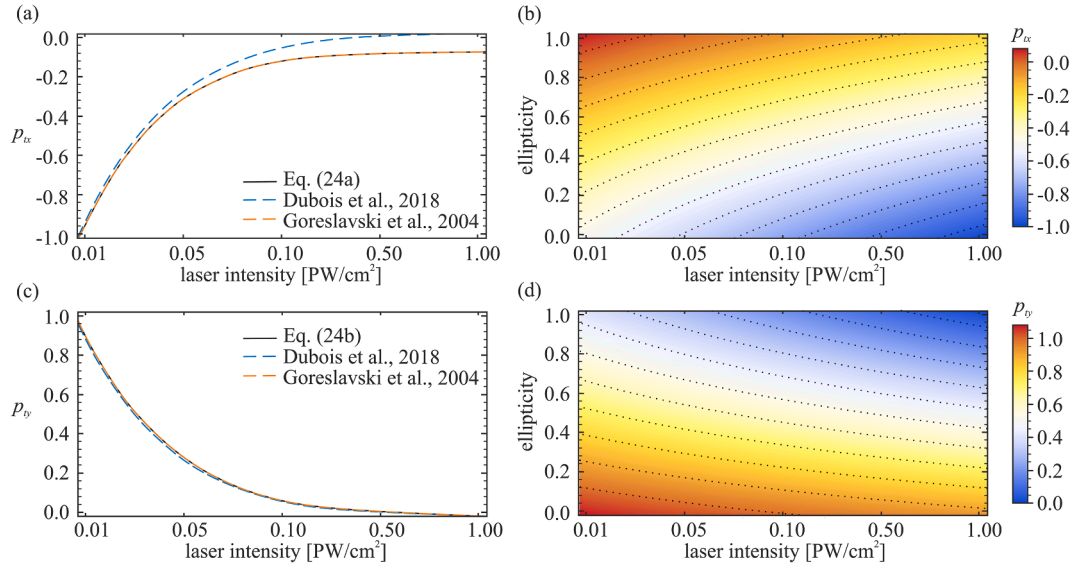 (a)
0.0
-0.2
-0.4
-0.6
-0.8
-1.0
p_tx
Eq. (24a)
Dubois et al., 2018
Goreslavski et al., 2004
0.01 0.05 0.10 0.50 1.00
laser intensity [PW/cm²]
(b)
1.0
0.8
0.6
0.4
0.2
0.0
ellipticity
0.01 0.05 0.10 0.50 1.00
laser intensity [PW/cm²]
p_tx
0.0
-0.2
-0.4
-0.6
-0.8
-1.0
(c)
1.0
0.8
0.6
0.4
0.2
0.0
p_ty
Eq. (24b)
Dubois et al., 2018
Goreslavski et al., 2004
0.01 0.05 0.10 0.50 1.00
laser intensity [PW/cm²]
(d)
1.0
0.8
0.6
0.4
0.2
0.0
ellipticity
0.01 0.05 0.10 0.50 1.00
laser intensity [PW/cm²]
p_ty
1.0
0.8
0.6
0.4
0.2
0.0